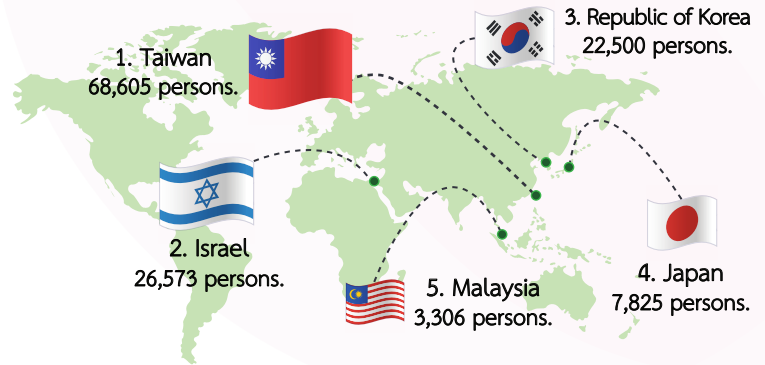 1. Taiwan
68,605 persons.
2. Israel
26,573 persons.
3. Republic of Korea
22,500 persons.
4. Japan
7,825 persons.
5. Malaysia
3,306 persons.